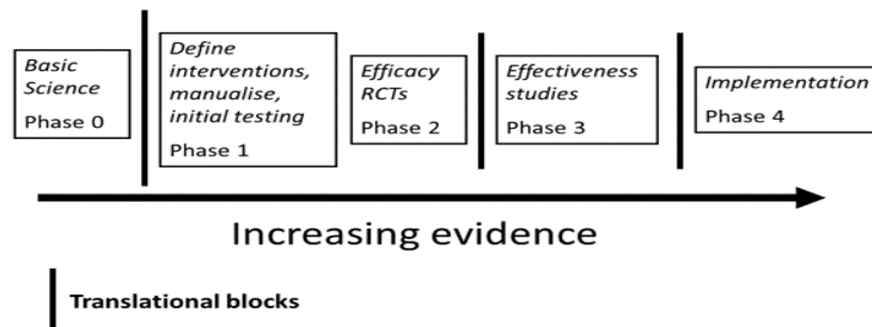 Basic
Science
Phase 0
Define
interventions,
manualise,
initial testing
Phase 1
Efficacy
RCTs
Phase 2
Effectiveness
studies
Phase 3
Implementation
Phase 4
Increasing evidence
Translational blocks